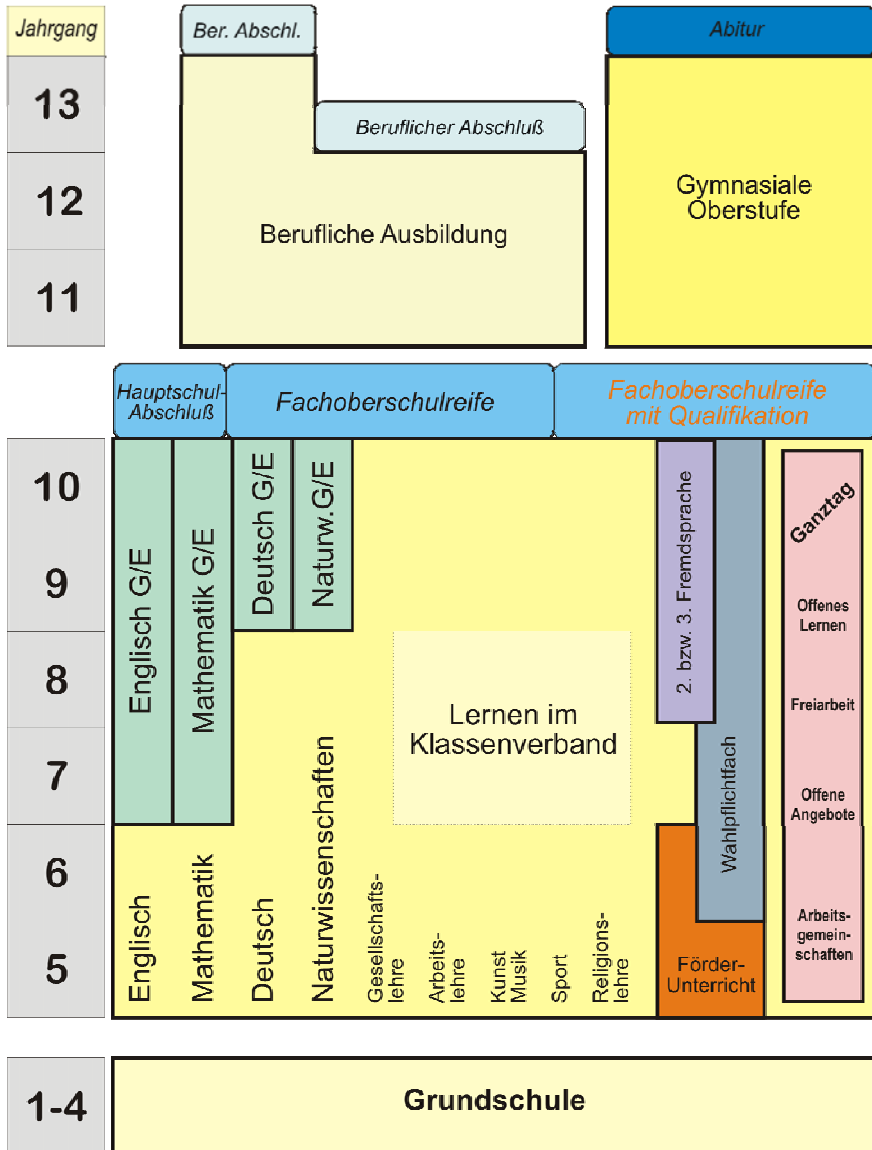 Jahrgang
Ber. Abschl.
Abitur
13
Beruflicher Abschluß
12
Gymnasiale
Oberstufe
Berufliche Ausbildung
11
Hauptschul-
Abschluß
Fachoberschulreife
Fachoberschulreife
mit Qualifikation
10
9
8
7
6
5
Englisch G/E
Mathematik G/E
Deutsch G/E
Naturw.G/E
Englisch
Mathematik
Deutsch
Naturwissenschaften
Gesellschafts-
lehre
Arbeits-
lehre
Kunst
Musik
Sport
Religions-
lehre
Lernen im
Klassenverband
2. bzw. 3. Fremdsprache
Wahlpflichtfach
Förder-
Unterricht
Ganztag
Offenes
Lernen
Freiarbeit
Offene
Angebote
Arbeits-
gemein-
schaften
1-4
Grundschule